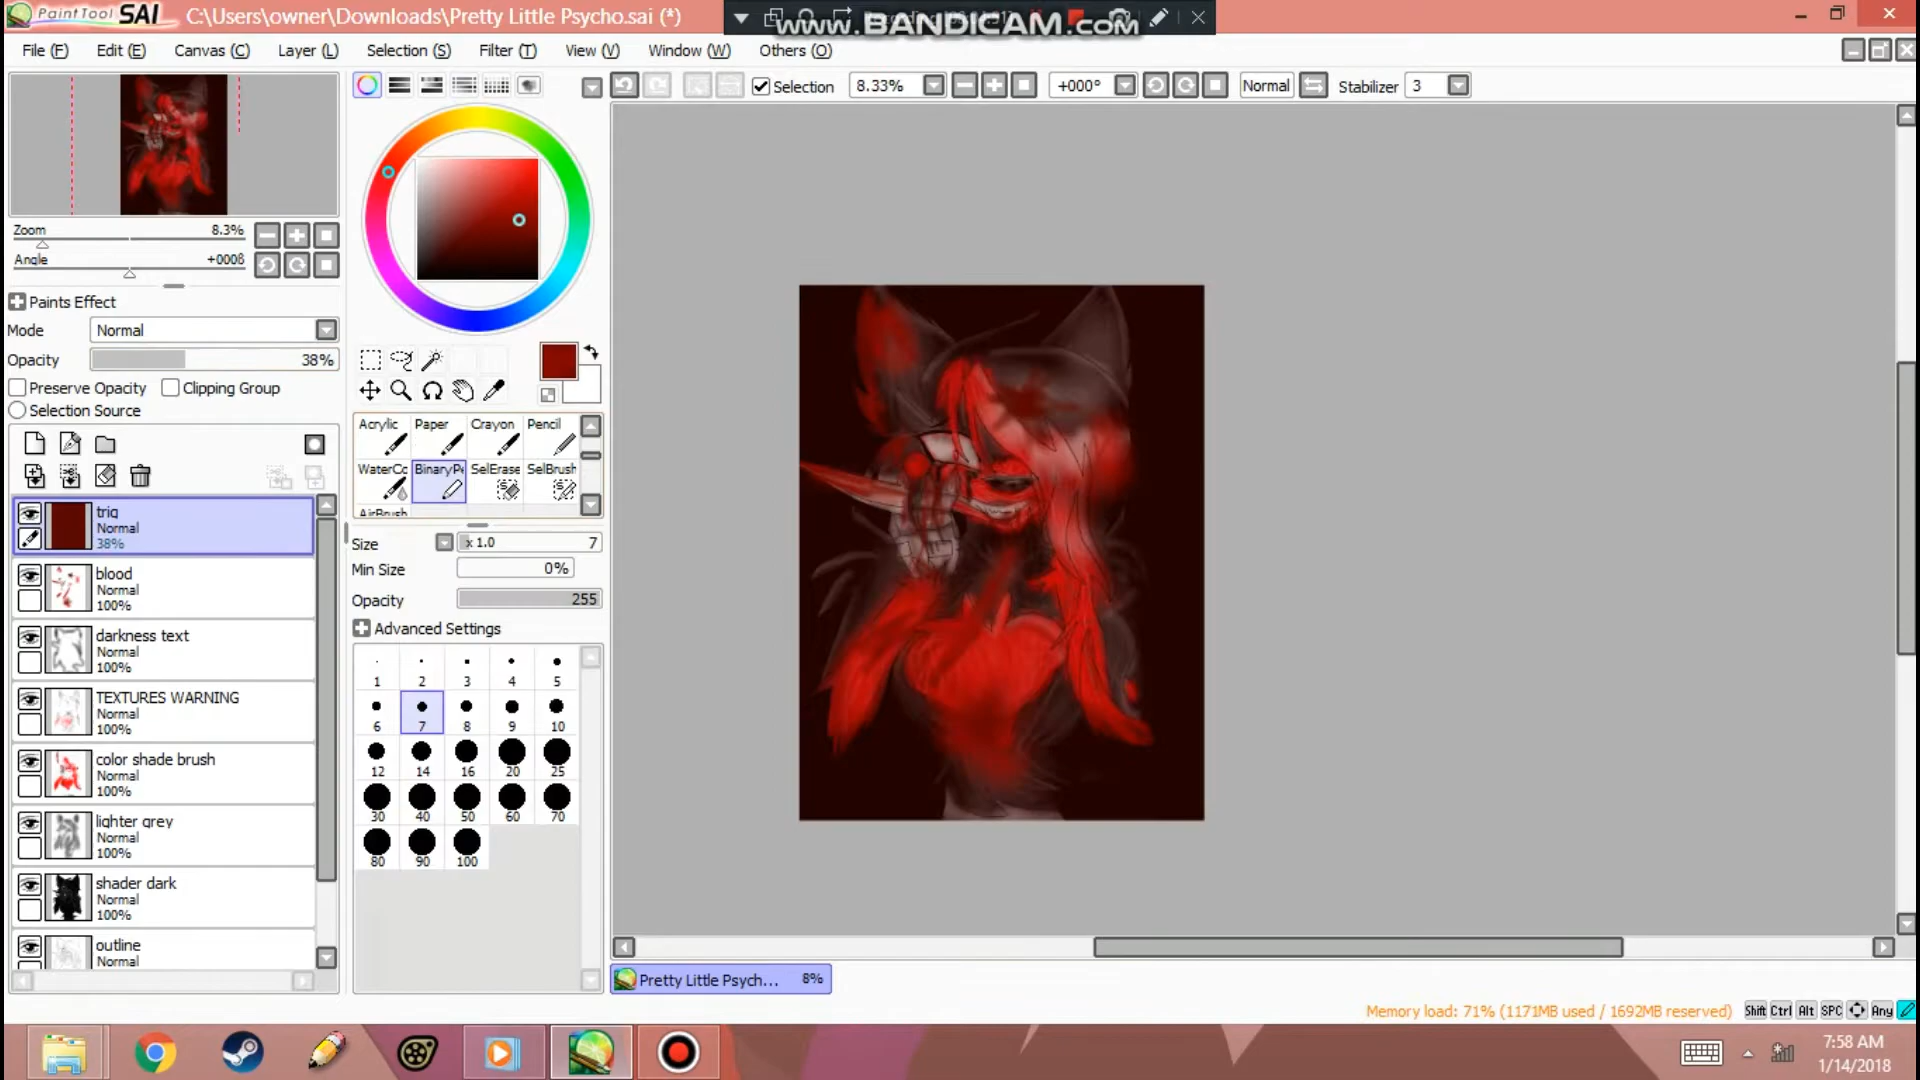 PaintTool SAI C:\Users\owner\Downloads\Pretty Little Psycho.sai (*)
www.BANDICAM.com
File (F) Edit (E) Canvas (C) Layer (L) Selection (S) Filter (T) View (V) Window (W) Others (O)
Selection 8.33% +000° Normal Stabilizer 3
Zoom 8.3%
Angle +000ß
Paints Effect
Mode Normal
Opacity 38%
Preserve Opacity Clipping Group
Selection Source
Acrylic Paper Crayon Pencil
WaterCo BinaryPe SelErase SelBrush
AirBrush
trig
Normal
38%
blood
Normal
100%
darkness text
Normal
100%
TEXTURES WARNING
Normal
100%
color shade brush
Normal
100%
lighter grey
Normal
100%
shader dark
Normal
100%
outline
Normal
Size x 1.0 7
Min Size 0%
Opacity 255
Advanced Settings
1 2 3 4 5
6 7 8 9 10
12 14 16 20 25
30 40 50 60 70
80 90 100
Pretty Little Psych... 8%
Memory load: 71% (1171MB used / 1692MB reserved) Shift Ctrl Alt SPC Any
7:58 AM
1/14/2018